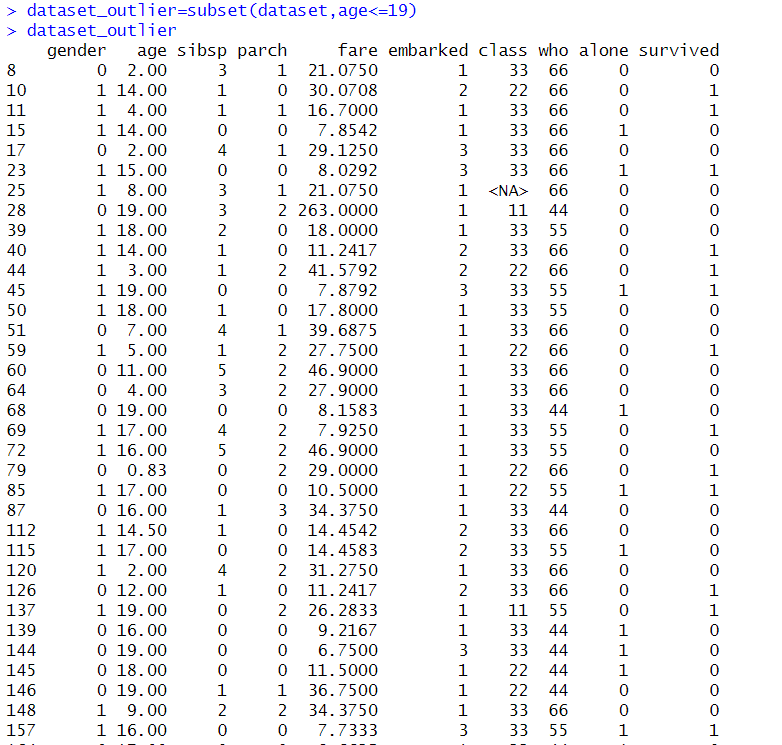 > dataset_outlier=subset(dataset,age<=19)
> dataset_outlier
gender age sibsp parch fare embarked class who alone survived
8 0 2.00 3 1 21.0750 1 33 66 0 0
10 1 14.00 1 0 30.0708 2 22 66 0 1
11 1 4.00 1 1 16.7000 1 33 66 0 1
15 1 14.00 0 0 7.8542 1 33 66 1 0
17 0 2.00 4 1 29.1250 3 33 66 0 0
23 1 15.00 0 0 8.0292 3 33 66 1 1
25 1 8.00 3 1 21.0750 1 <NA> 66 0 0
28 0 19.00 3 2 263.0000 1 11 44 0 0
39 1 18.00 2 0 18.0000 1 33 55 0 0
40 1 14.00 1 0 11.2417 2 33 66 0 1
44 1 3.00 1 2 41.5792 2 22 66 0 1
45 1 19.00 0 0 7.8792 3 33 55 1 1
50 1 18.00 1 0 17.8000 1 33 55 0 0
51 0 7.00 4 1 39.6875 1 33 66 0 0
59 1 5.00 1 2 27.7500 1 22 66 0 1
60 0 11.00 5 2 46.9000 1 33 66 0 0
64 0 4.00 3 2 27.9000 1 33 66 0 0
68 0 19.00 0 0 8.1583 1 33 44 1 0
69 1 17.00 4 2 7.9250 1 33 55 0 1
72 1 16.00 5 2 46.9000 1 33 55 0 0
79 0 0.83 0 2 29.0000 1 22 66 0 1
85 1 17.00 0 0 10.5000 1 22 55 1 1
87 0 16.00 1 3 34.3750 1 33 44 0 0
112 1 14.50 1 0 14.4542 2 33 66 0 0
115 1 17.00 0 0 14.4583 2 33 55 1 0
120 1 2.00 4 2 31.2750 1 33 66 0 0
126 0 12.00 1 0 11.2417 2 33 66 0 1
137 1 19.00 0 2 26.2833 1 11 55 0 1
139 0 16.00 0 0 9.2167 1 33 44 1 0
144 0 19.00 0 0 6.7500 3 33 44 1 0
145 0 18.00 0 0 11.5000 1 22 44 1 0
146 0 19.00 1 1 36.7500 1 22 44 0 0
148 1 9.00 2 2 34.3750 1 33 66 0 0
157 1 16.00 0 0 7.7333 3 33 55 1 1